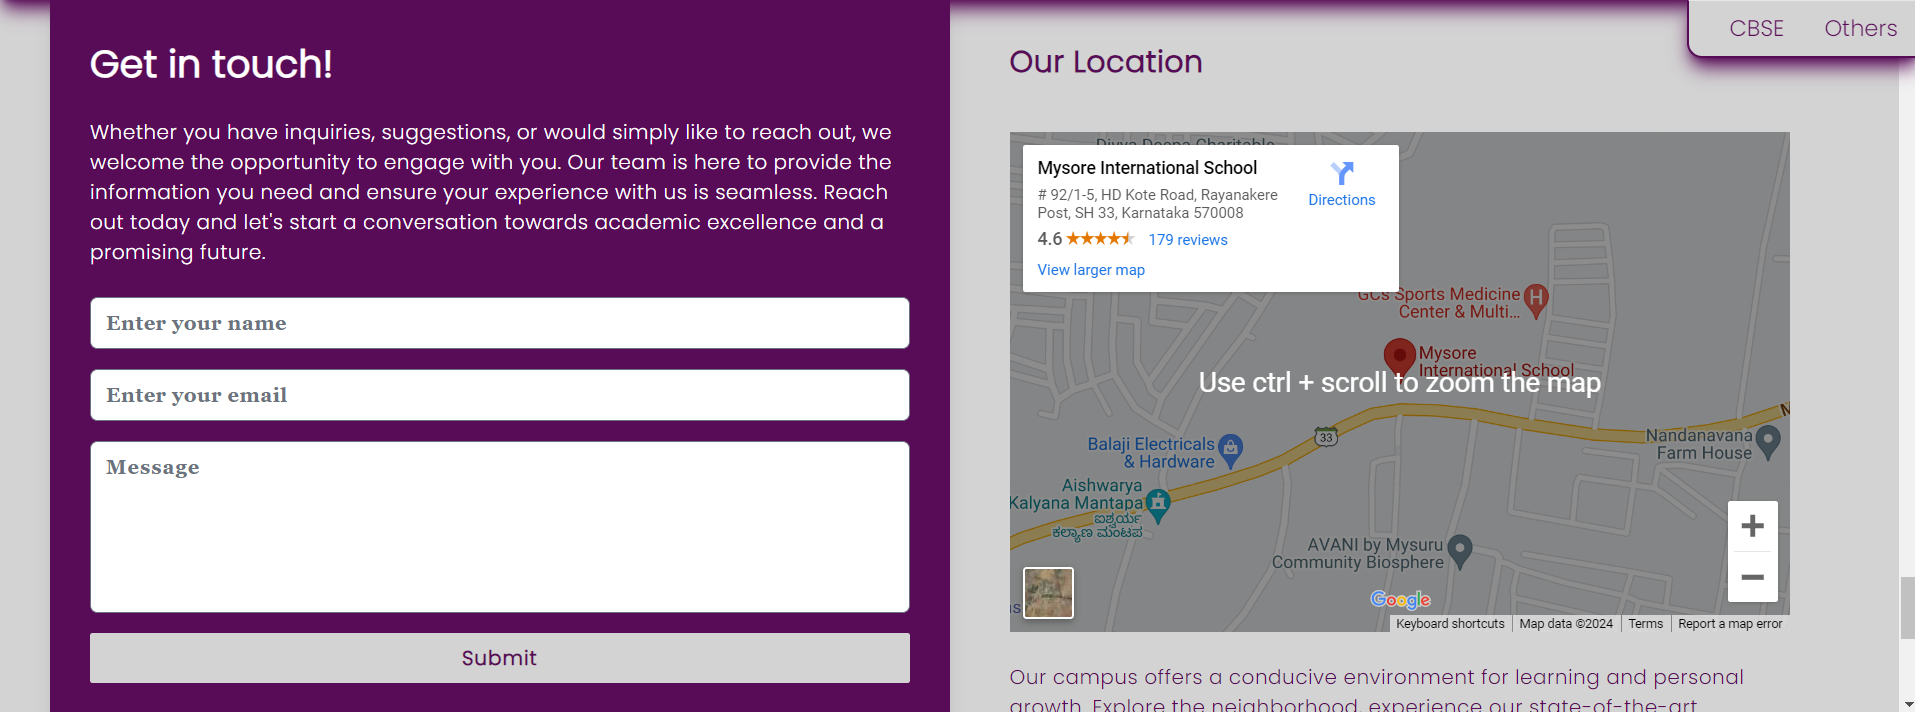 CBSE Others
Get in touch!
Whether you have inquiries, suggestions, or would simply like to reach out, we
welcome the opportunity to engage with you. Our team is here to provide the
information you need and ensure your experience with us is seamless. Reach
out today and let's start a conversation towards academic excellence and a
promising future.
Enter your name
Enter your email
Message
Submit
Our Location
Divya Deepa Charitable
Mysore International School
# 92/1-5, HD Kote Road, Rayanakere
Post, SH 33, Karnataka 570008
4.6 179 reviews
View larger map
Directions
GCs Sports Medicine
Center & Multi...
Mysore
International School
Use ctrl + scroll to zoom the map
33
Balaji Electricals
& Hardware
Nandanavana
Farm House
Aishwarya
Kalyana Mantapa
ಐಶ್ವರ್ಯ
ಕಲ್ಯಾಣ ಮಂಟಪ
AVANI by Mysuru
Community Biosphere
Google
Keyboard shortcuts Map data ©2024 Terms Report a map error
Our campus offers a conducive environment for learning and personal
growth. Explore the neighborhood, experience our state-of-the-art